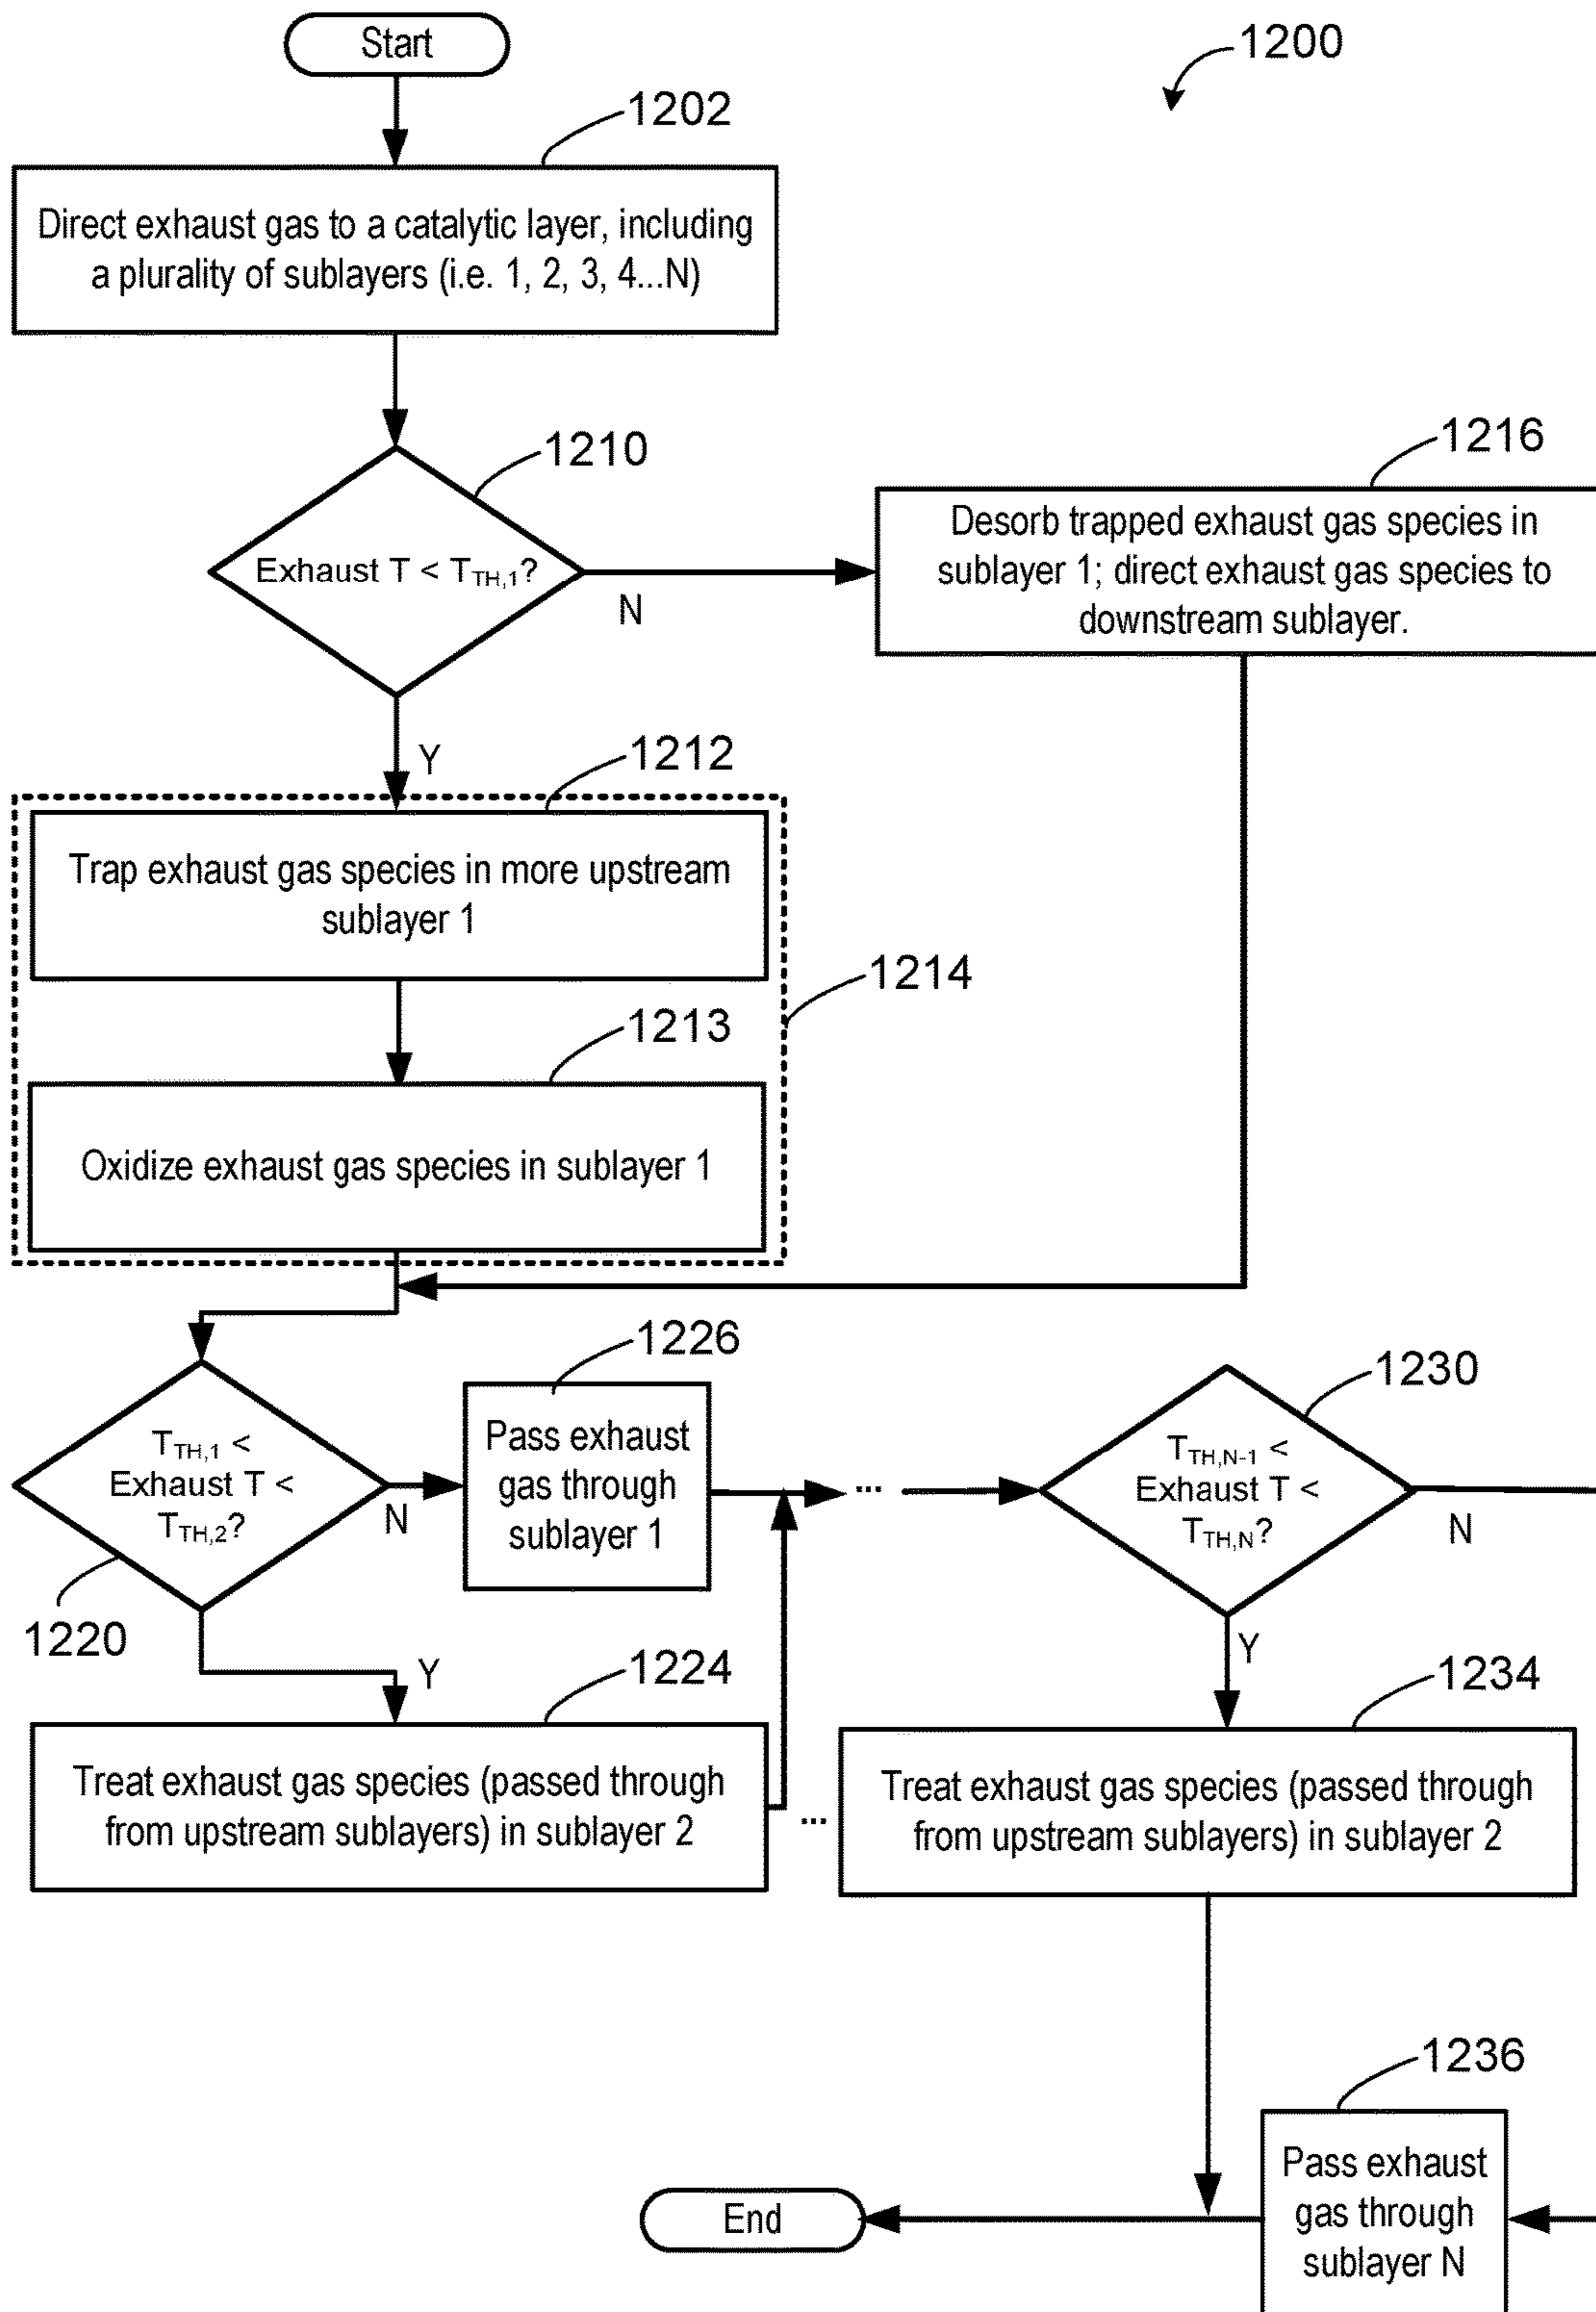 Start
1200
1202
Direct exhaust gas to a catalytic layer, including
a plurality of sublayers (i.e. 1, 2, 3, 4...N)
1210
Exhaust T < T_TH,1?
N
Y
1216
Desorb trapped exhaust gas species in
sublayer 1; direct exhaust gas species to
downstream sublayer.
1212
Trap exhaust gas species in more upstream
sublayer 1
1214
1213
Oxidize exhaust gas species in sublayer 1
T_TH,1 <
Exhaust T <
T_TH,2?
N
1220
Y
1226
Pass exhaust
gas through
sublayer 1
...
1230
T_TH,N-1 <
Exhaust T <
T_TH,N?
N
Y
1224
Treat exhaust gas species (passed through
from upstream sublayers) in sublayer 2
...
1234
Treat exhaust gas species (passed through
from upstream sublayers) in sublayer 2
1236
Pass exhaust
gas through
sublayer N
End